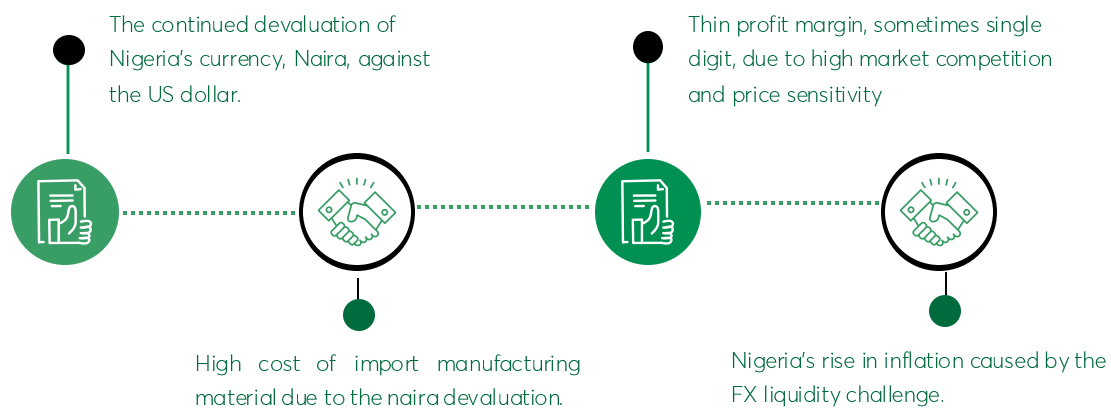 The continued devaluation of
Nigeria's currency, Naira, against
the US dollar.
Thin profit margin, sometimes single
digit, due to high market competition
and price sensitivity
High cost of import manufacturing
material due to the naira devaluation.
Nigeria's rise in inflation caused by the
FX liquidity challenge.